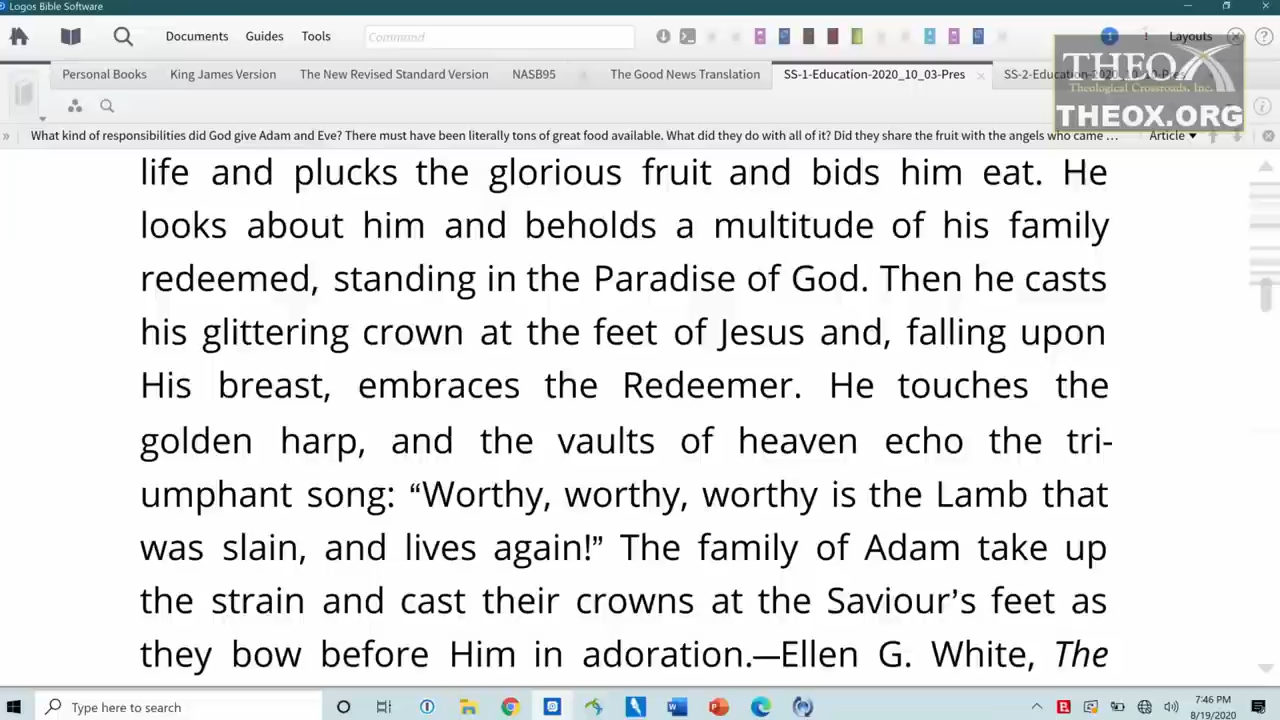 Logos Bible Software
Documents Guides Tools Command 1 Layouts
Personal Books King James Version The New Revised Standard Version NASB95 The Good News Translation SS-1-Education-2020_10_03-Pres SS-2-Education-2020_10_10-Pres
THEOX
Theological Crossroads, Inc.
THEOX.ORG
» What kind of responsibilities did God give Adam and Eve? There must have been literally tons of great food available. What did they do with all of it? Did they share the fruit with the angels who came … Article
life and plucks the glorious fruit and bids him eat. He
looks about him and beholds a multitude of his family
redeemed, standing in the Paradise of God. Then he casts
his glittering crown at the feet of Jesus and, falling upon
His breast, embraces the Redeemer. He touches the
golden harp, and the vaults of heaven echo the tri-
umphant song: “Worthy, worthy, worthy is the Lamb that
was slain, and lives again!” The family of Adam take up
the strain and cast their crowns at the Saviour’s feet as
they bow before Him in adoration.—Ellen G. White, The
Type here to search
7:46 PM
8/19/2020